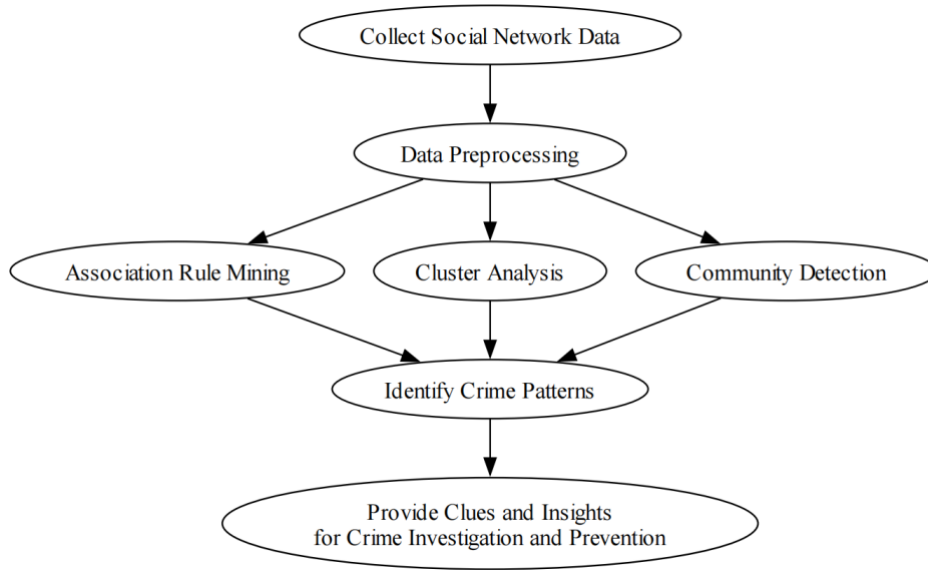 Collect Social Network Data
Data Preprocessing
Association Rule Mining
Cluster Analysis
Community Detection
Identify Crime Patterns
Provide Clues and Insights
for Crime Investigation and Prevention